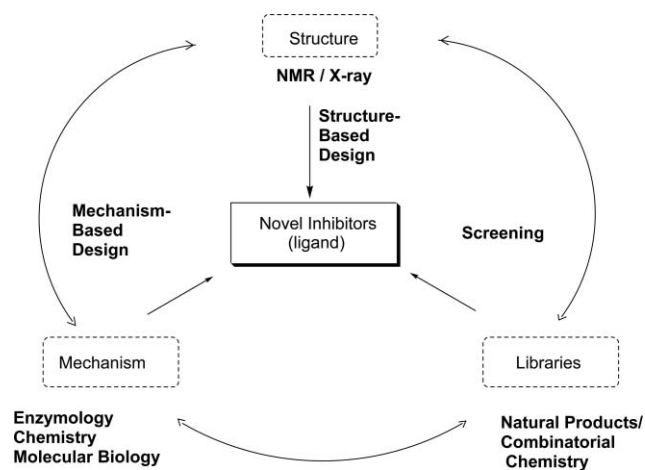 Structure
NMR / X-ray
Structure-
Based
Design
Mechanism-
Based
Design
Novel Inhibitors
(ligand)
Screening
Mechanism
Libraries
Enzymology
Chemistry
Molecular Biology
Natural Products/
Combinatorial
Chemistry